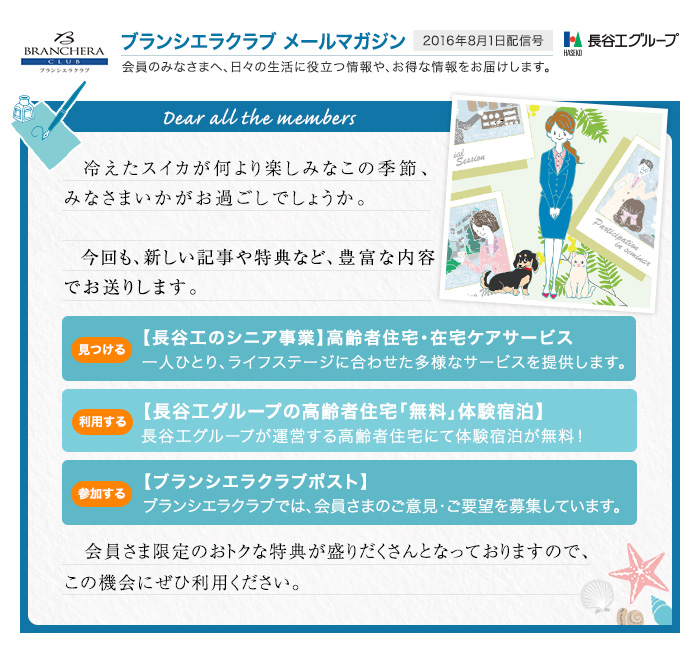 BRANCHERA
CLUB
ブランシエラクラブ
ブランシエラクラブ メールマガジン
2016年8月1日配信号
HASEKO
長谷工グループ
会員のみなさまへ、日々の生活に役立つ情報や、お得な情報をお届けします。
Dear all the members
冷えたスイカが何より楽しみなこの季節、
みなさまいかがお過ごしでしょうか。
今回も、新しい記事や特典など、豊富な内容
でお送りします。
ial
Session
Participation
in seminar
見つける
【長谷工のシニア事業】高齢者住宅・在宅ケアサービス
一人ひとり、ライフステージに合わせた多様なサービスを提供します。
利用する
【長谷工グループの高齢者住宅「無料」体験宿泊】
長谷工グループが運営する高齢者住宅にて体験宿泊が無料！
参加する
【ブランシエラクラブポスト】
ブランシエラクラブでは、会員さまのご意見・ご要望を募集しています。
会員さま限定のおトクな特典が盛りだくさんとなっておりますので、
この機会にぜひ利用ください。